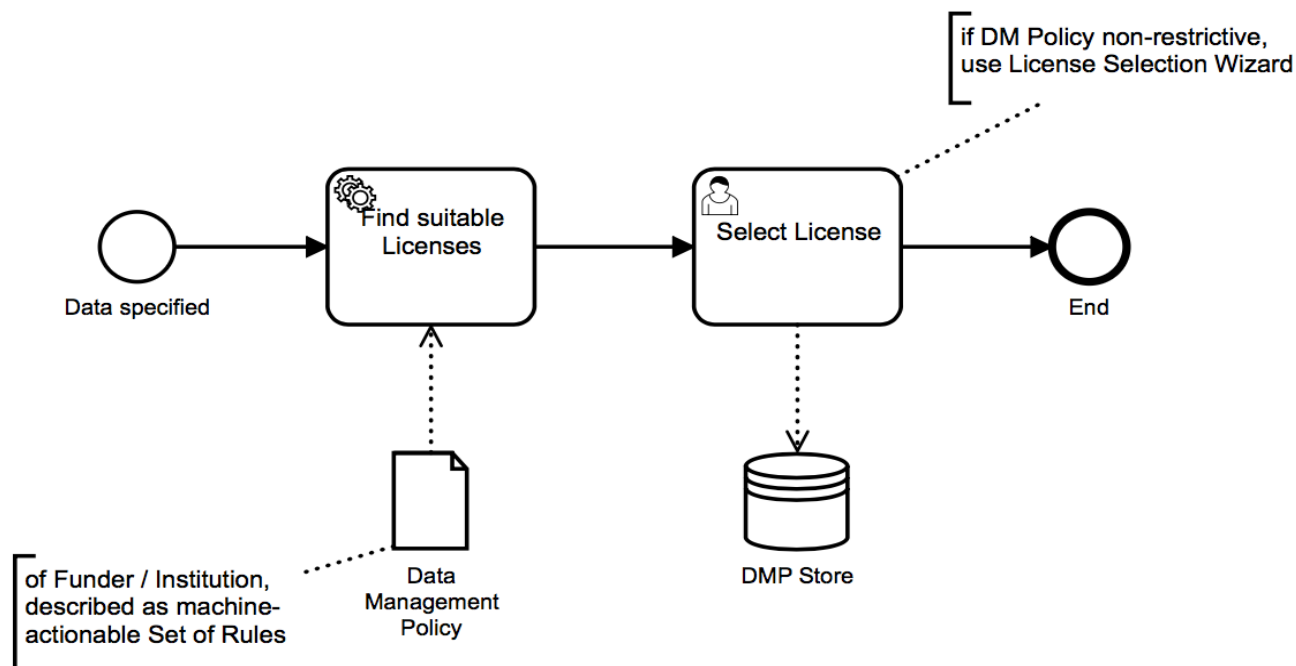 if DM Policy non-restrictive,
use License Selection Wizard
Find suitable
Licenses
Select License
Data specified
End
of Funder / Institution,
described as machine-
actionable Set of Rules
Data
Management
Policy
DMP Store